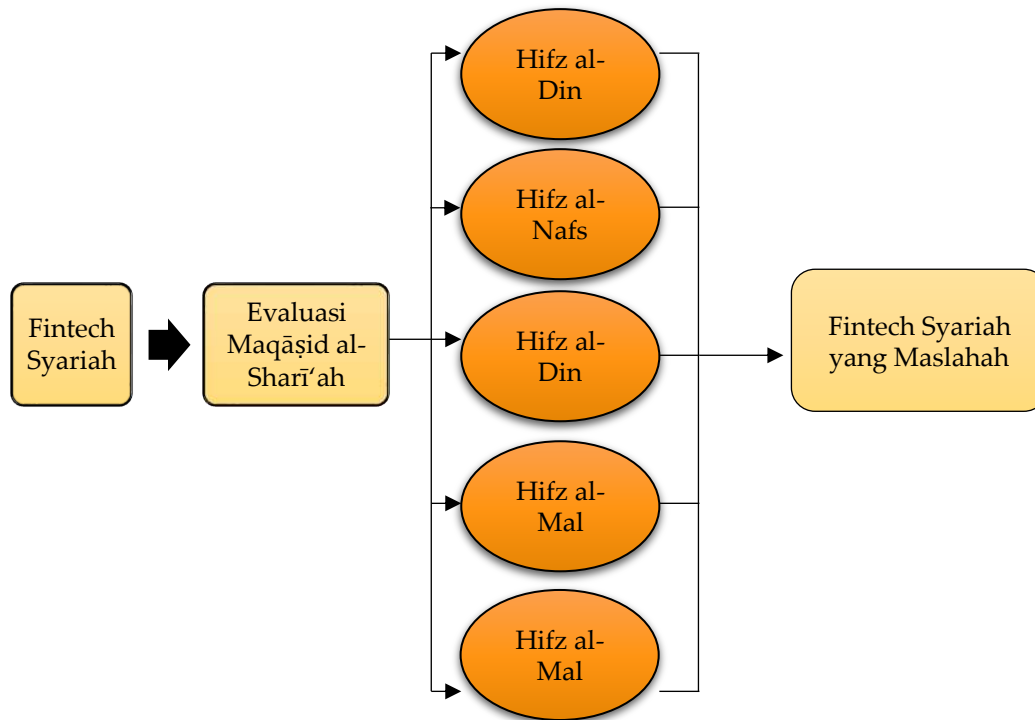 Fintech
Syariah
Evaluasi
Maqāṣid al-
Sharī‘ah
Hifz al-
Din
Hifz al-
Nafs
Hifz al-
Din
Hifz al-
Mal
Hifz al-
Mal
Fintech Syariah
yang Maslahah